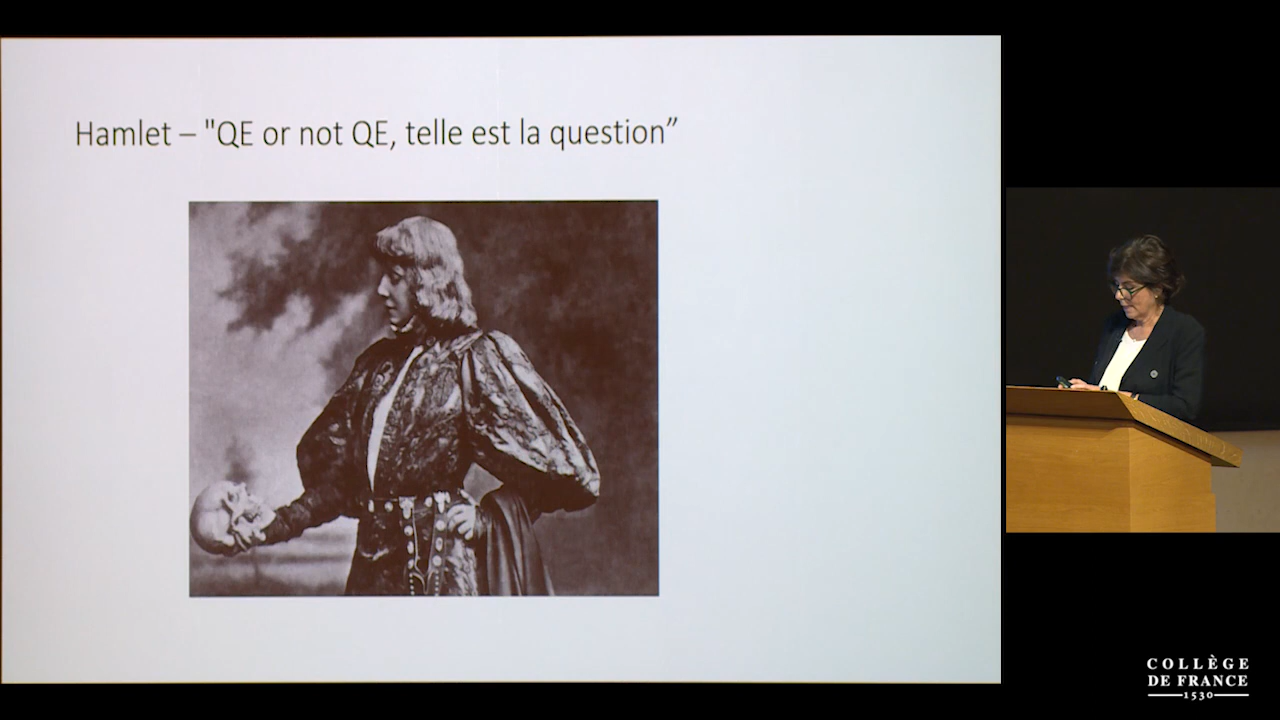 Hamlet – "QE or not QE, telle est la question”
COLLÈGE
DE FRANCE
1530